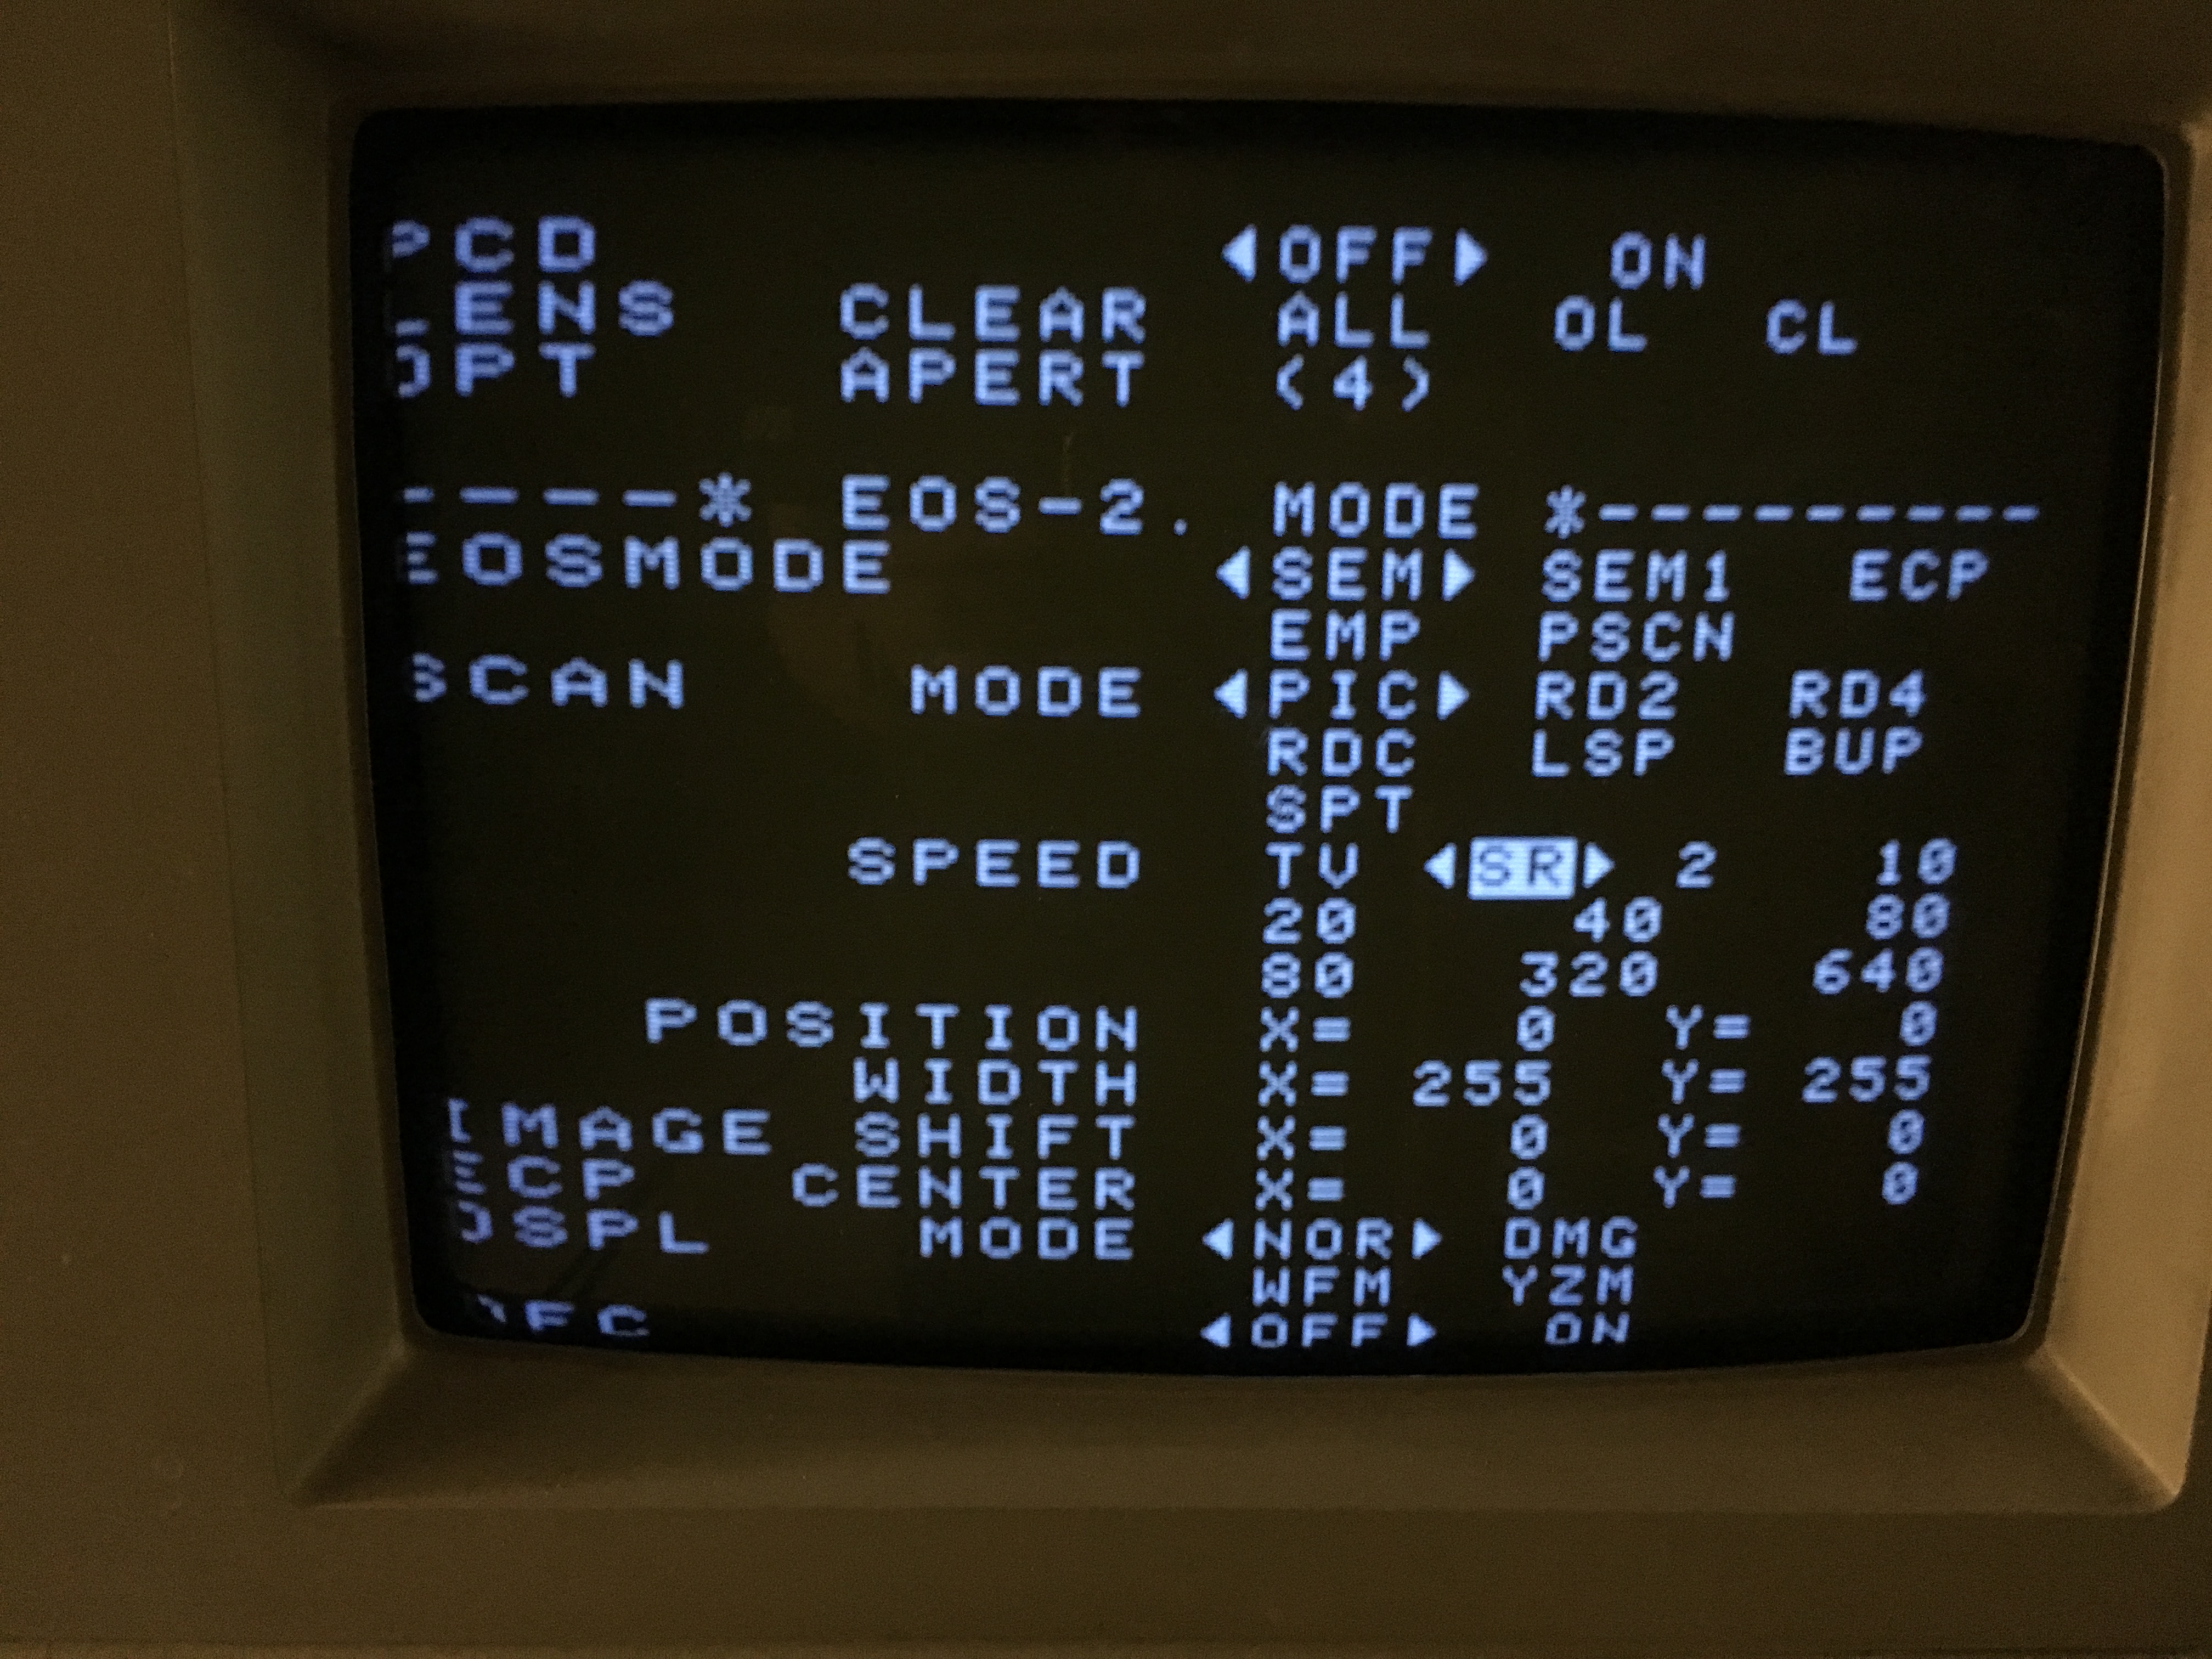 PCD ◀OFF▶ ON
LENS CLEAR ALL OL CL
OPT APERT (4)
----* EOS-2. MODE *---------
EOSMODE ◀SEM▶ SEM1 ECP
EMP PSCN
SCAN MODE ◀PIC▶ RD2 RD4
RDC LSP BUP
SPT
SPEED TV ◀SR▶ 2 10
20 40 80
80 320 640
POSITION X= 0 Y= 0
WIDTH X= 255 Y= 255
IMAGE SHIFT X= 0 Y= 0
ECP CENTER X= 0 Y= 0
DSPL MODE ◀NOR▶ DMG
WFM YZM
◀OFF▶ ON